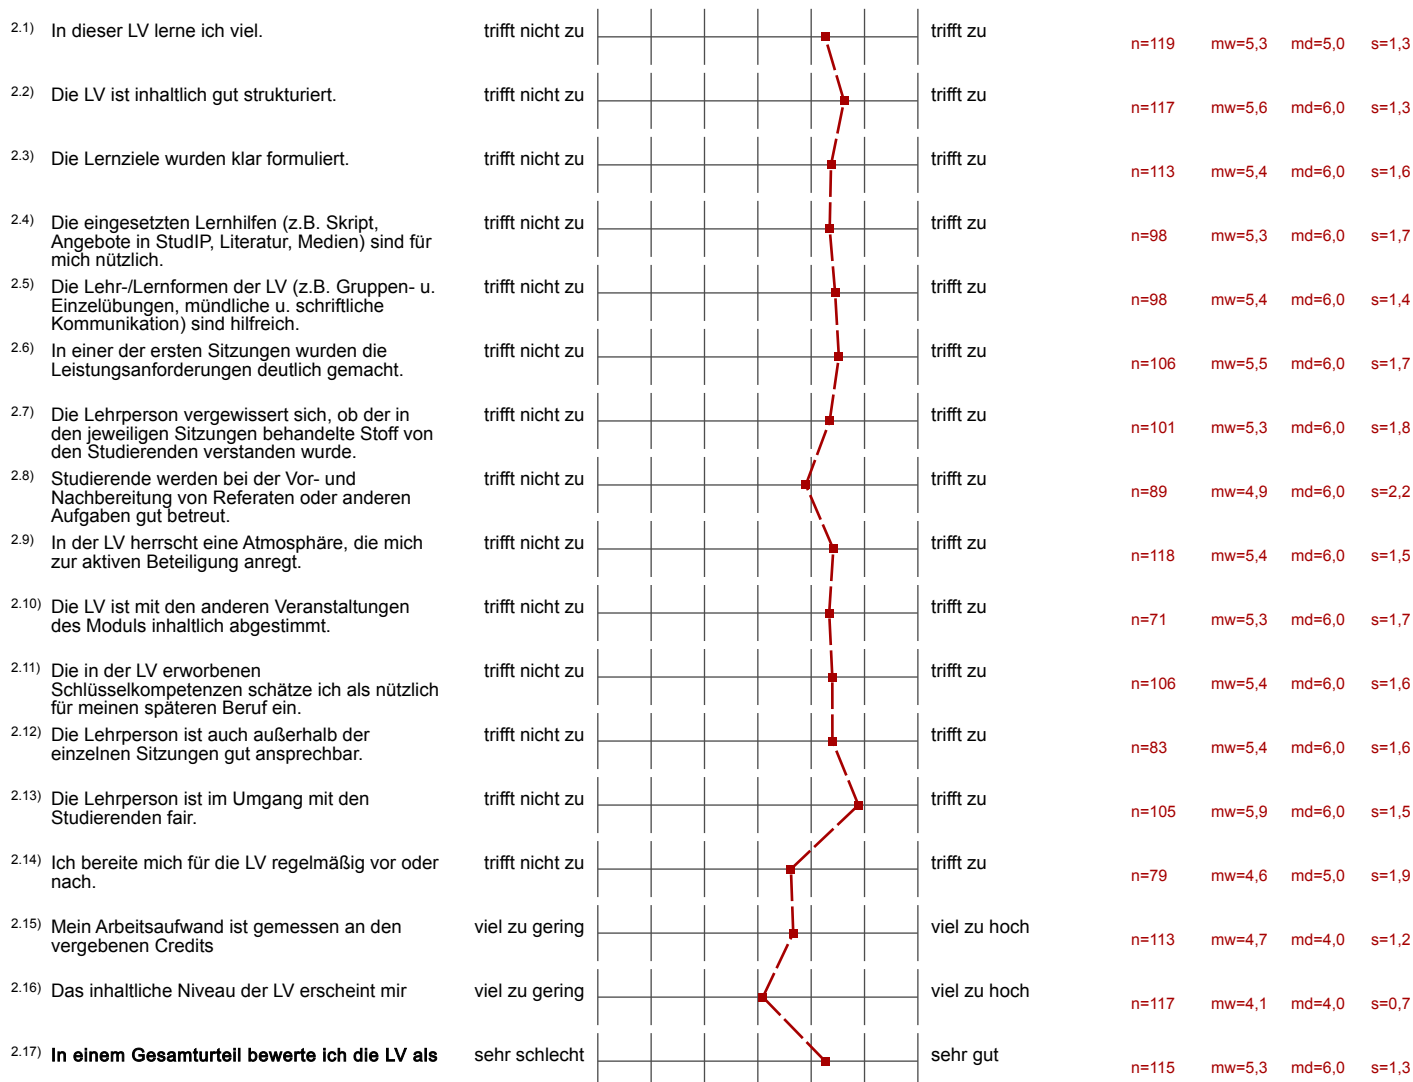 2.1) In dieser LV lerne ich viel. trifft nicht zu trifft zu n=119 mw=5,3 md=5,0 s=1,3
2.2) Die LV ist inhaltlich gut strukturiert. trifft nicht zu trifft zu n=117 mw=5,6 md=6,0 s=1,3
2.3) Die Lernziele wurden klar formuliert. trifft nicht zu trifft zu n=113 mw=5,4 md=6,0 s=1,6
2.4) Die eingesetzten Lernhilfen (z.B. Skript, trifft nicht zu trifft zu n=98 mw=5,3 md=6,0 s=1,7
Angebote in StudIP, Literatur, Medien) sind für
mich nützlich.
2.5) Die Lehr-/Lernformen der LV (z.B. Gruppen- u. trifft nicht zu trifft zu n=98 mw=5,4 md=6,0 s=1,4
Einzelübungen, mündliche u. schriftliche
Kommunikation) sind hilfreich.
2.6) In einer der ersten Sitzungen wurden die trifft nicht zu trifft zu n=106 mw=5,5 md=6,0 s=1,7
Leistungsanforderungen deutlich gemacht.
2.7) Die Lehrperson vergewissert sich, ob der in trifft nicht zu trifft zu n=101 mw=5,3 md=6,0 s=1,8
den jeweiligen Sitzungen behandelte Stoff von
den Studierenden verstanden wurde.
2.8) Studierende werden bei der Vor- und trifft nicht zu trifft zu n=89 mw=4,9 md=6,0 s=2,2
Nachbereitung von Referaten oder anderen
Aufgaben gut betreut.
2.9) In der LV herrscht eine Atmosphäre, die mich trifft nicht zu trifft zu n=118 mw=5,4 md=6,0 s=1,5
zur aktiven Beteiligung anregt.
2.10) Die LV ist mit den anderen Veranstaltungen trifft nicht zu trifft zu n=71 mw=5,3 md=6,0 s=1,7
des Moduls inhaltlich abgestimmt.
2.11) Die in der LV erworbenen trifft nicht zu trifft zu n=106 mw=5,4 md=6,0 s=1,6
Schlüsselkompetenzen schätze ich als nützlich
für meinen späteren Beruf ein.
2.12) Die Lehrperson ist auch außerhalb der trifft nicht zu trifft zu n=83 mw=5,4 md=6,0 s=1,6
einzelnen Sitzungen gut ansprechbar.
2.13) Die Lehrperson ist im Umgang mit den trifft nicht zu trifft zu n=105 mw=5,9 md=6,0 s=1,5
Studierenden fair.
2.14) Ich bereite mich für die LV regelmäßig vor oder trifft nicht zu trifft zu n=79 mw=4,6 md=5,0 s=1,9
nach.
2.15) Mein Arbeitsaufwand ist gemessen an den viel zu gering viel zu hoch n=113 mw=4,7 md=4,0 s=1,2
vergebenen Credits
2.16) Das inhaltliche Niveau der LV erscheint mir viel zu gering viel zu hoch n=117 mw=4,1 md=4,0 s=0,7
2.17) In einem Gesamturteil bewerte ich die LV als sehr schlecht sehr gut n=115 mw=5,3 md=6,0 s=1,3